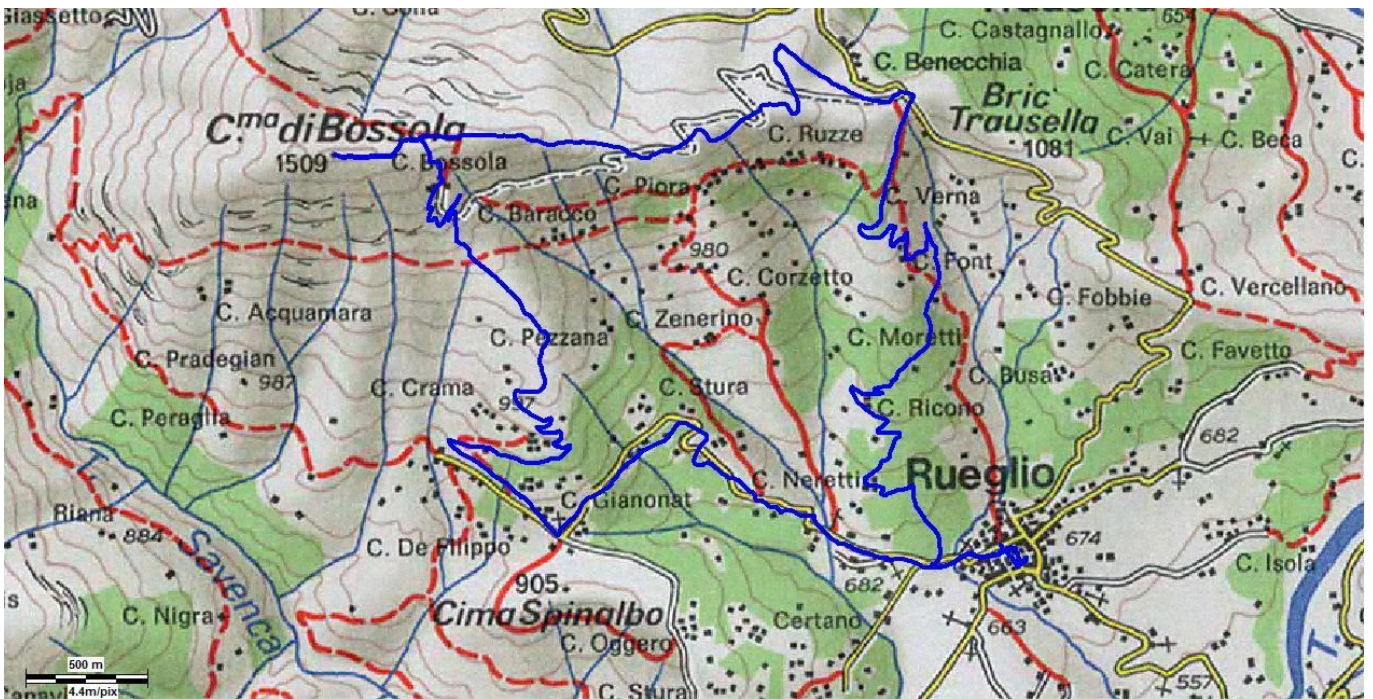 C. Castagnallo
654
C. Benecchia
C. Catera
Bric
Trausella
1081
C. Vai
C. Beca
C.
C.ma di Bossola
1509
C. Bossola
C. Ruzze
C. Piora
C. Verna
C. Baracco
980
C. Corzetto
C. Font
C. Fobbie
C. Vercellano
C. Acquamara
C. Zenerino
C. Pezzana
C. Moretti
C. Favetto
C. Pradegian
987
C. Crama
C. Stura
C. Busa
C. Peraglia
997
C. Ricono
682
Rueglio
C. Neretti
C. Gianonat
Riana
884
Savenca
C. De Filippo
674
682
C. Isola
905
C. Nigra
Cima Spinalbo
Certano
663
C. Oggero
T.
500 m
4.4m/pix
C. Stura
557